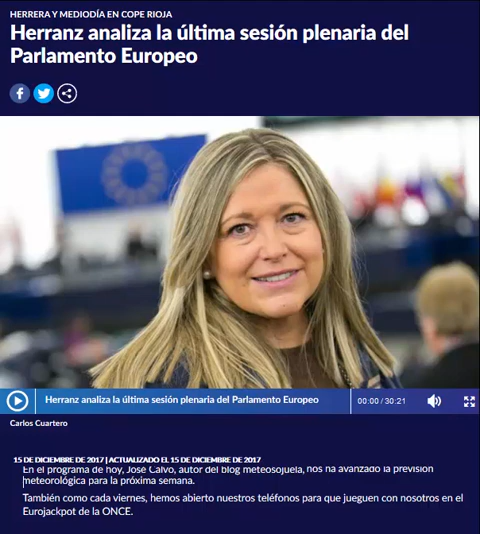 HERRERA Y MEDIODÍA EN COPE RIOJA
Herranz analiza la última sesión plenaria del
Parlamento Europeo
Herranz analiza la última sesión plenaria del Parlamento Europeo
00:00 / 30:21
Carlos Cuartero
15 DE DICIEMBRE DE 2017 | ACTUALIZADO EL 15 DE DICIEMBRE DE 2017
En el programa de hoy, José Calvo, autor del blog meteosojuela, nos ha avanzado la previsión
meteorológica para la próxima semana.
También como cada viernes, hemos abierto nuestros teléfonos para que jueguen con nosotros en el
Eurojackpot de la ONCE.